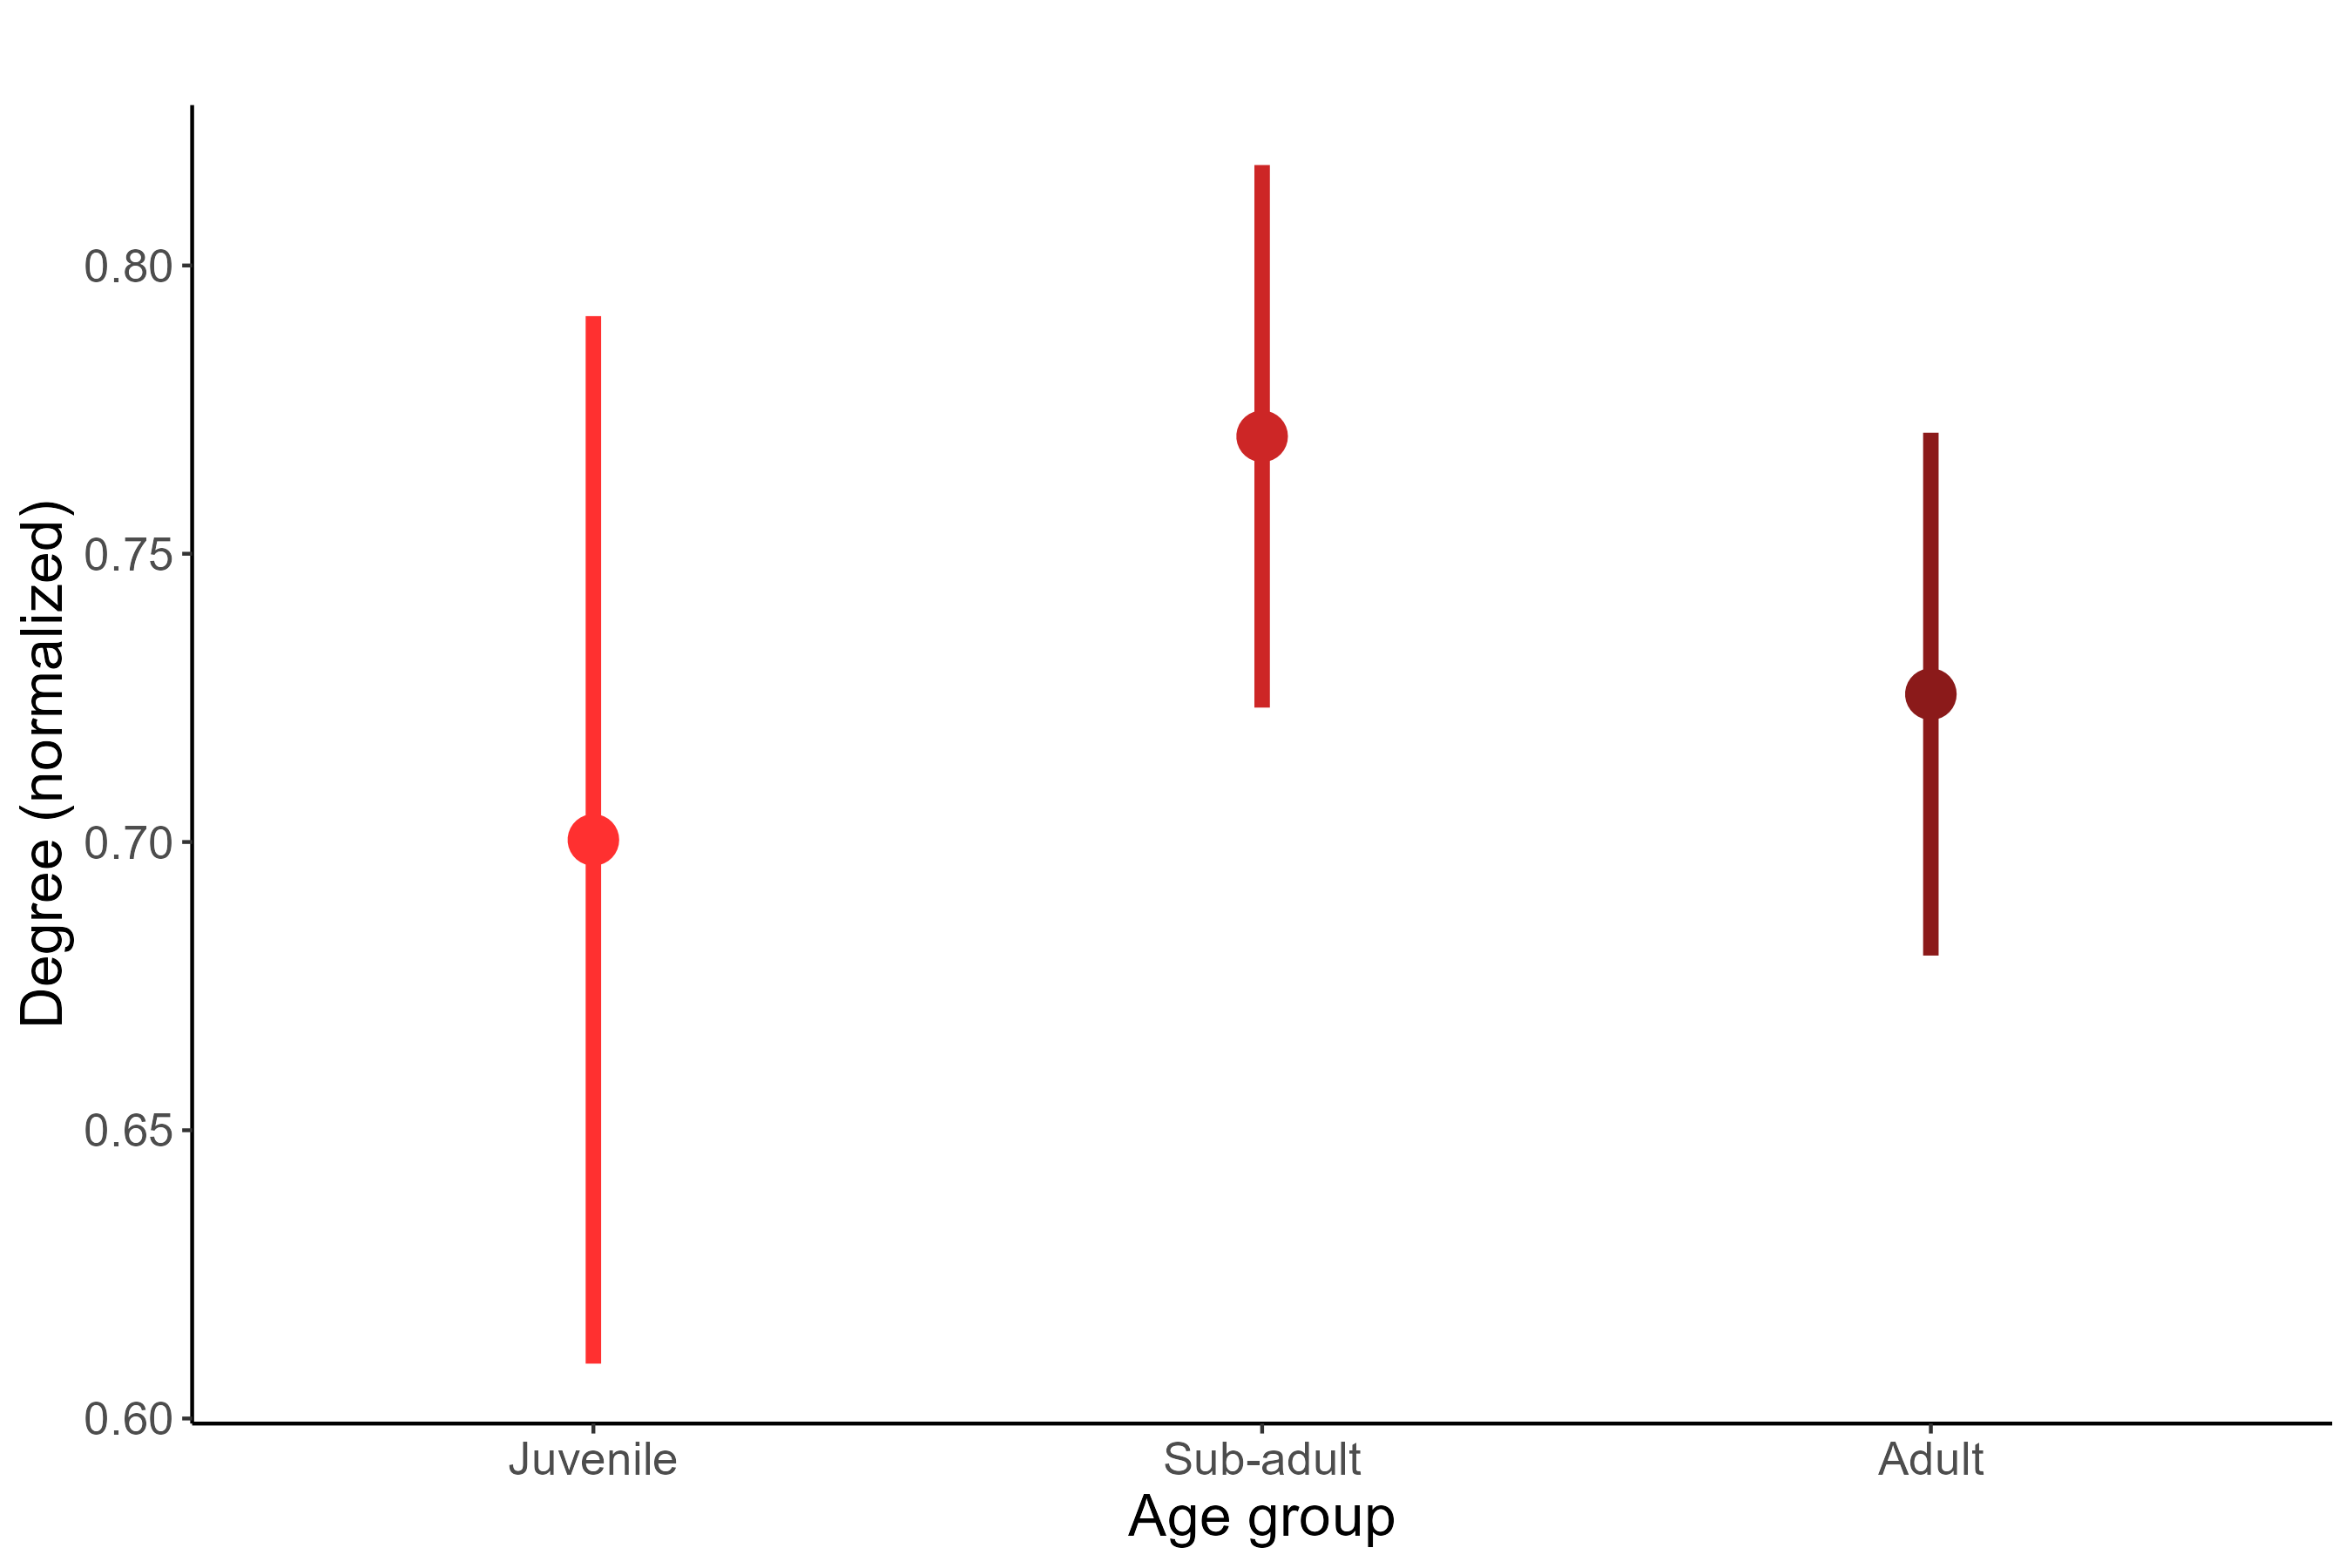 Degree (normalized)
0.80
0.75
0.70
0.65
0.60
Juvenile
Sub-adult
Adult
Age group